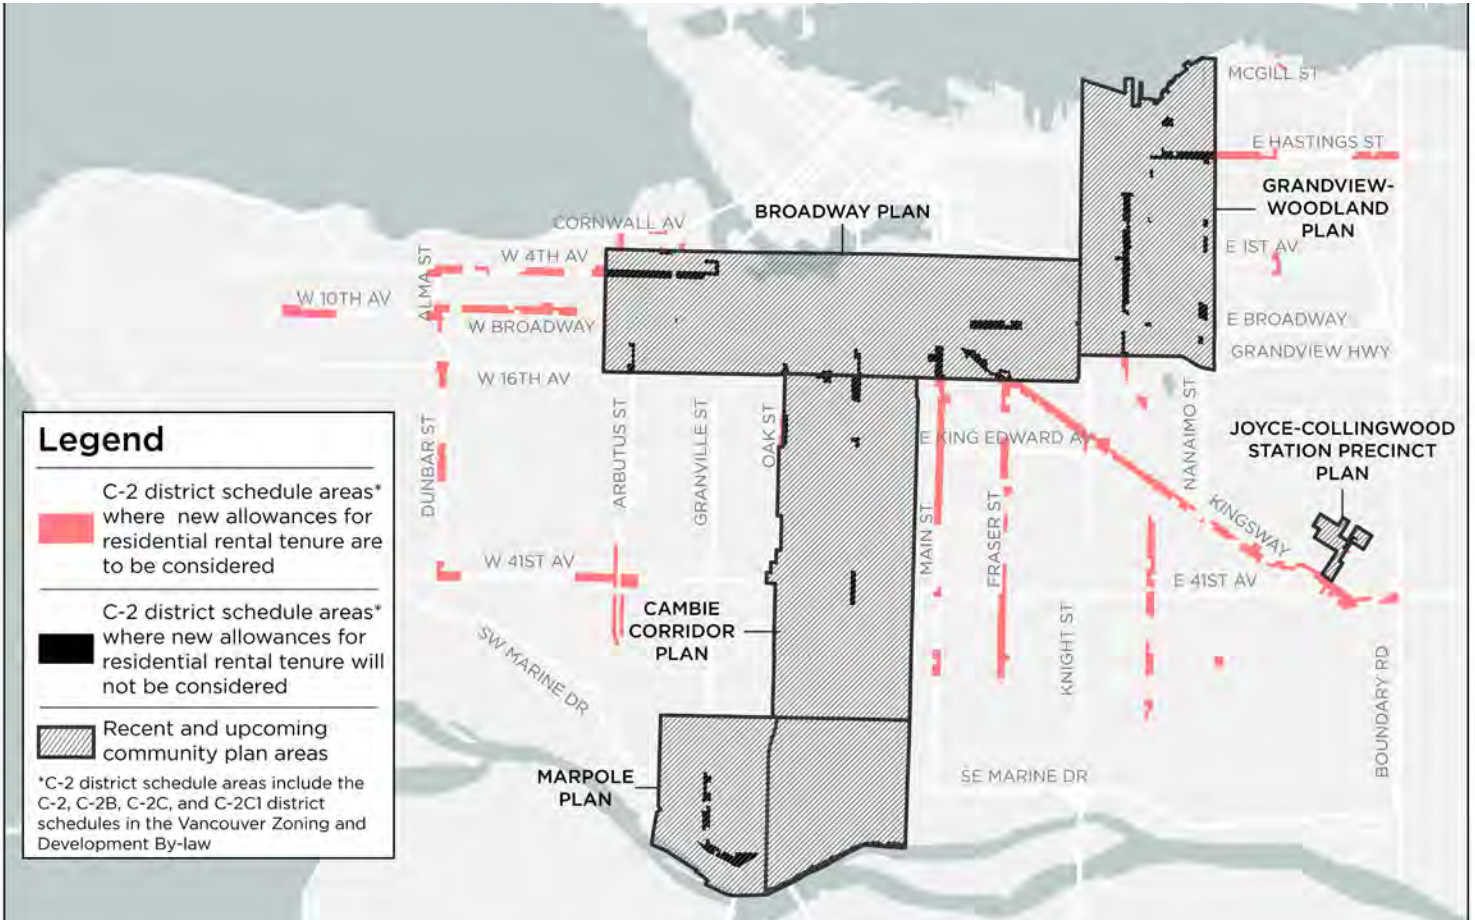 MCGILL ST
E HASTINGS ST
GRANDVIEW-
WOODLAND
PLAN
BROADWAY PLAN
CORNWALL AV
W 4TH AV
E 1ST AV
ALMA ST
W 10TH AV
W BROADWAY
E BROADWAY
GRANDVIEW HWY
W 16TH AV
NANAIMO ST
DUNBAR ST
ARBUTUS ST
GRANVILLE ST
OAK ST
E KING EDWARD AV
JOYCE-COLLINGWOOD
STATION PRECINCT
PLAN
KINGSWAY
MAIN ST
FRASER ST
W 41ST AV
E 41ST AV
CAMBIE
CORRIDOR
PLAN
KNIGHT ST
SW MARINE DR
BOUNDARY RD
MARPOLE
PLAN
SE MARINE DR
Legend
C-2 district schedule areas*
where new allowances for
residential rental tenure are
to be considered
C-2 district schedule areas*
where new allowances for
residential rental tenure will
not be considered
Recent and upcoming
community plan areas
*C-2 district schedule areas include the
C-2, C-2B, C-2C, and C-2C1 district
schedules in the Vancouver Zoning and
Development By-law